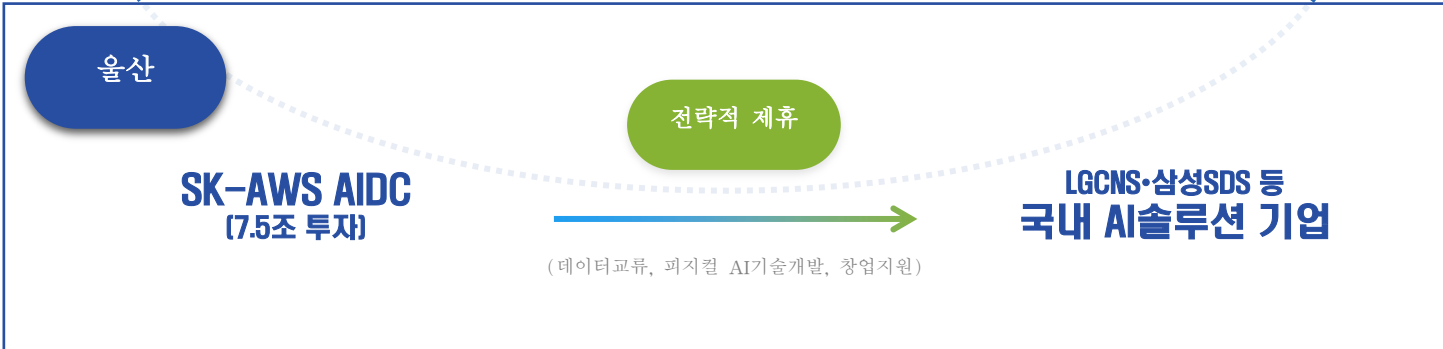 울산
전략적 제휴
SK-AWS AIDC
(7.5조 투자)
LGCNS•삼성SDS 등
국내 AI솔루션 기업
(데이터교류, 피지컬 AI기술개발, 창업지원)